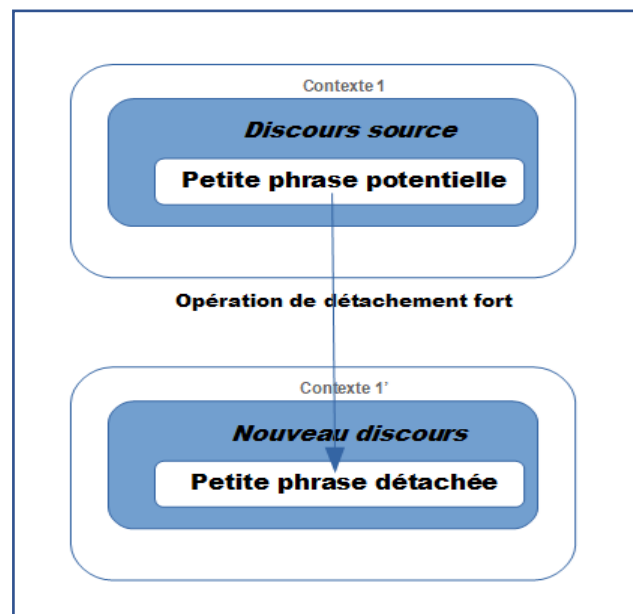 Contexte 1
Discours source
Petite phrase potentielle
Opération de détachement fort
Contexte 1'
Nouveau discours
Petite phrase détachée